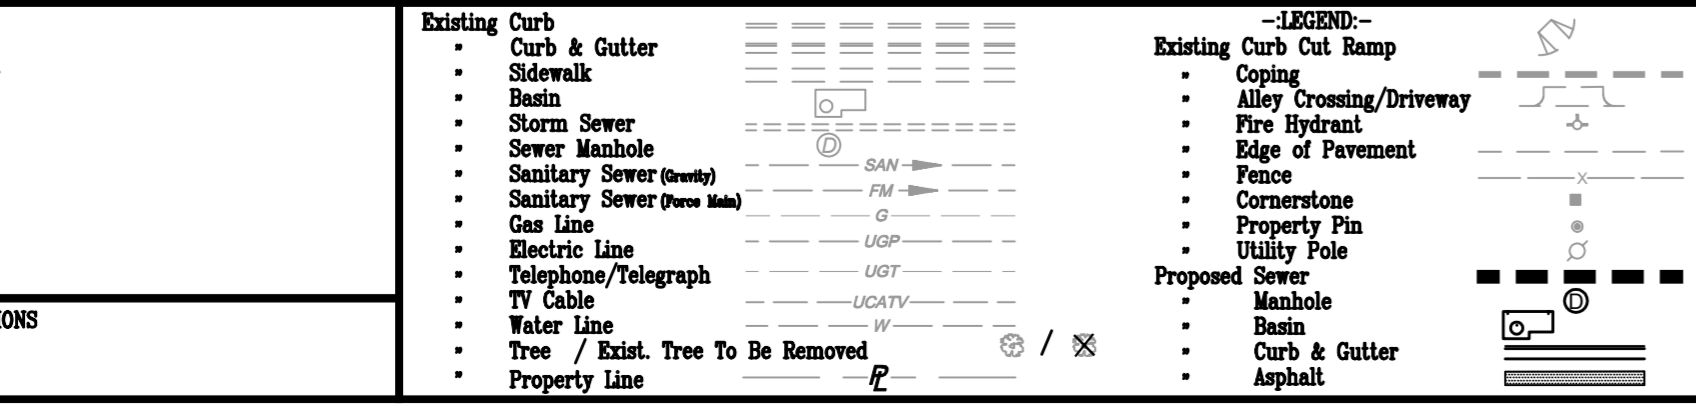 IONS
Existing Curb
" Curb & Gutter
" Sidewalk
" Basin
" Storm Sewer
" Sewer Manhole D
" Sanitary Sewer (Gravity) SAN
" Sanitary Sewer (Force Main) FM
" Gas Line G
" Electric Line UGP
" Telephone/Telegraph UGT
" TV Cable UCATV
" Water Line W
" Tree / Exist. Tree To Be Removed /
" Property Line PL
-:LEGEND:-
Existing Curb Cut Ramp
" Coping
" Alley Crossing/Driveway
" Fire Hydrant
" Edge of Pavement
" Fence X
" Cornerstone
" Property Pin
" Utility Pole
Proposed Sewer
" Manhole D
" Basin
" Curb & Gutter
" Asphalt